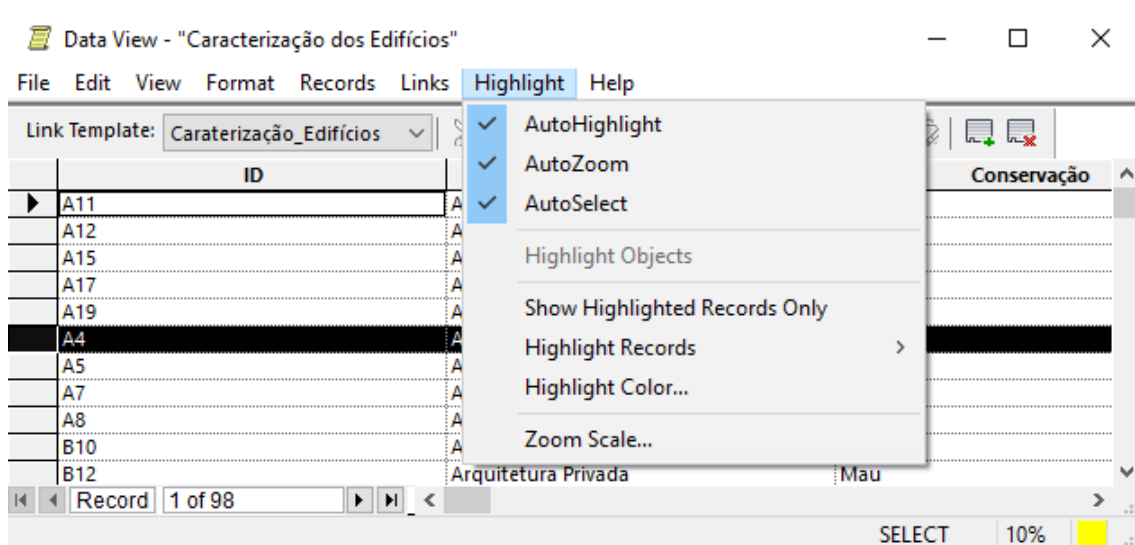 Data View - "Caracterização dos Edifícios"
File Edit View Format Records Links Highlight Help
Link Template: Caraterização_Edifícios
AutoHighlight
AutoZoom
AutoSelect
Highlight Objects
Show Highlighted Records Only
Highlight Records
Highlight Color...
Zoom Scale...
ID Conservação
A11 A
A12 A
A15 A
A17 A
A19 A
A4 A
A5 A
A7 A
A8 A
B10 A
B12 Arquitetura Privada Mau
Record 1 of 98
SELECT 10%